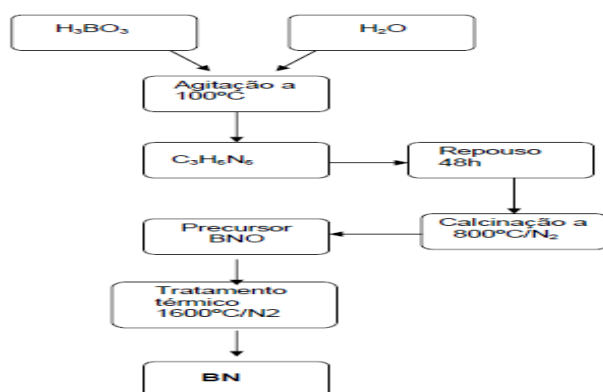 H₃BO₃
H₂O
Agitação a
100ºC
C₃H₆N₆
Repouso
48h
Calcinação a
800ºC/N₂
Precursor
BNO
Tratamento
térmico
1600ºC/N2
BN